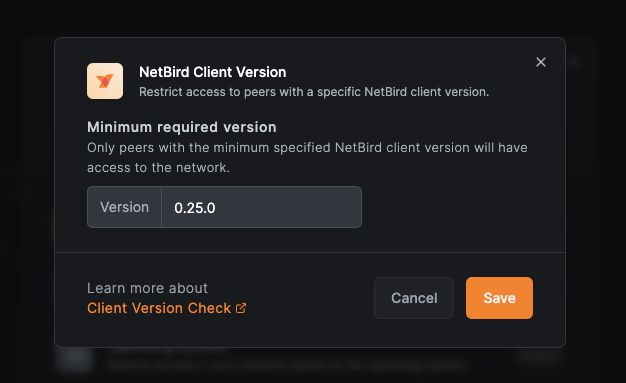 NetBird Client Version
Restrict access to peers with a specific NetBird client version.
Minimum required version
Only peers with the minimum specified NetBird client version will have
access to the network.
Version 0.25.0
Learn more about
Client Version Check
Cancel Save